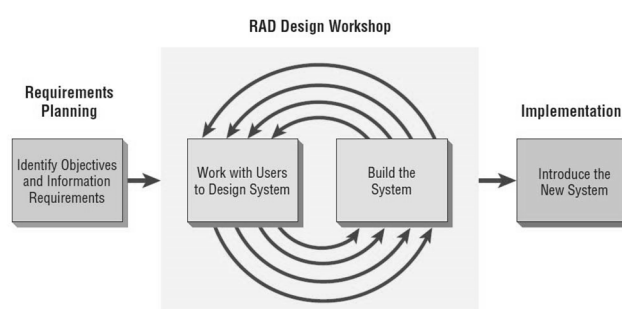 RAD Design Workshop
Requirements
Planning
Implementation
Identify Objectives
and Information
Requirements
Work with Users
to Design System
Build the
System
Introduce the
New System